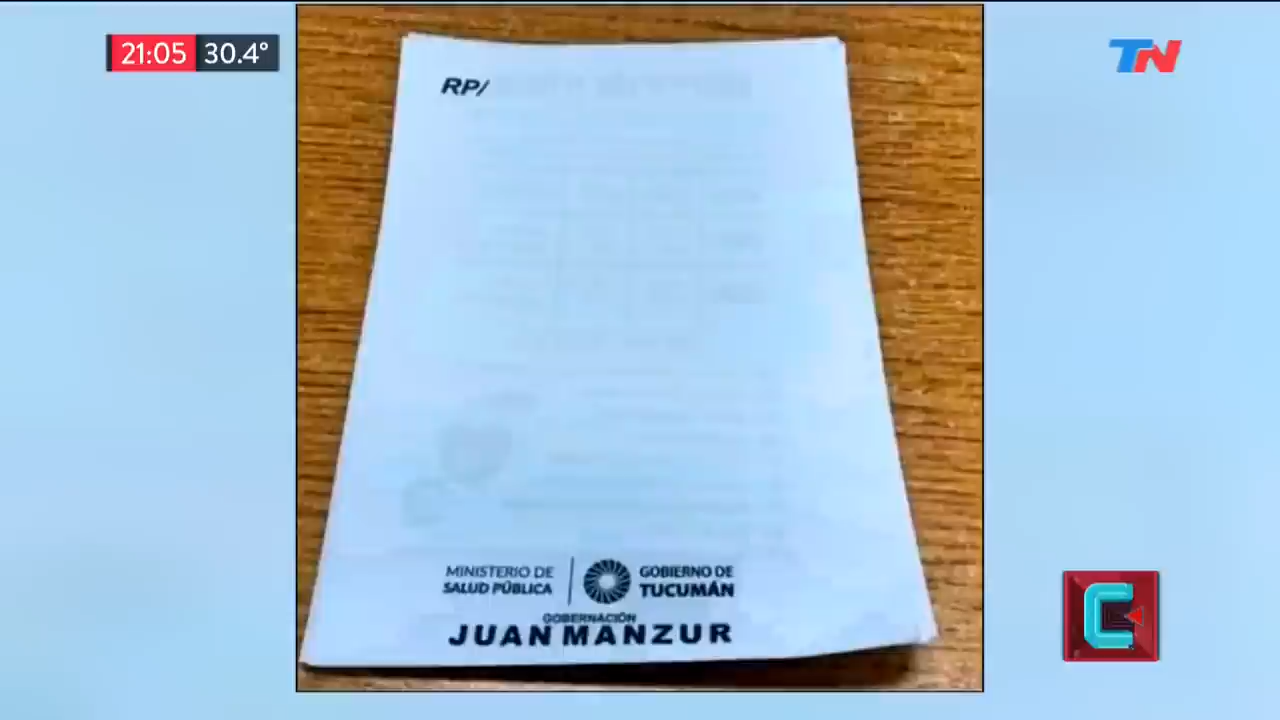 21:05 30.4°
TN
RP/
MINISTERIO DE
SALUD PÚBLICA
GOBIERNO DE
TUCUMÁN
GOBERNACIÓN
JUAN MANZUR
C